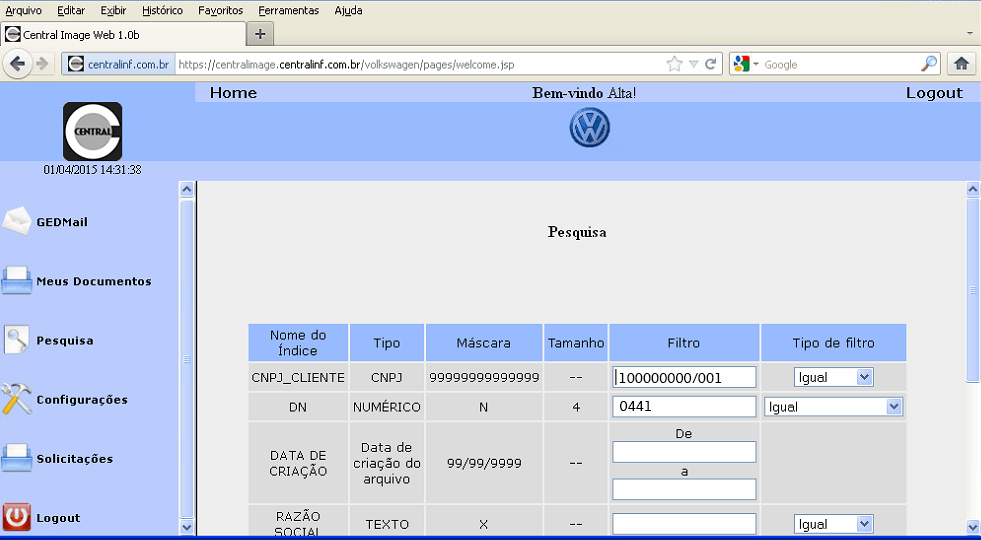 Arquivo Editar Exibir Histórico Favoritos Ferramentas Ajuda
Central Image Web 1.0b
centralinf.com.br https://centralimage.centralinf.com.br/volkswagen/pages/welcome.jsp Google
Home Bem-vindo Alta! Logout
CENTRAL
01/04/2015 14:31:38
GEDMail
Meus Documentos
Pesquisa
Configurações
Solicitações
Logout
Pesquisa
Nome do
Índice
Tipo Máscara Tamanho Filtro Tipo de filtro
CNPJ_CLIENTE CNPJ 99999999999999 -- 100000000/001 Igual
DN NUMÉRICO N 4 0441 Igual
DATA DE
CRIAÇÃO
Data de
criação do
arquivo
99/99/9999 --
De
a
RAZÃO
SOCIAL
TEXTO X -- Igual